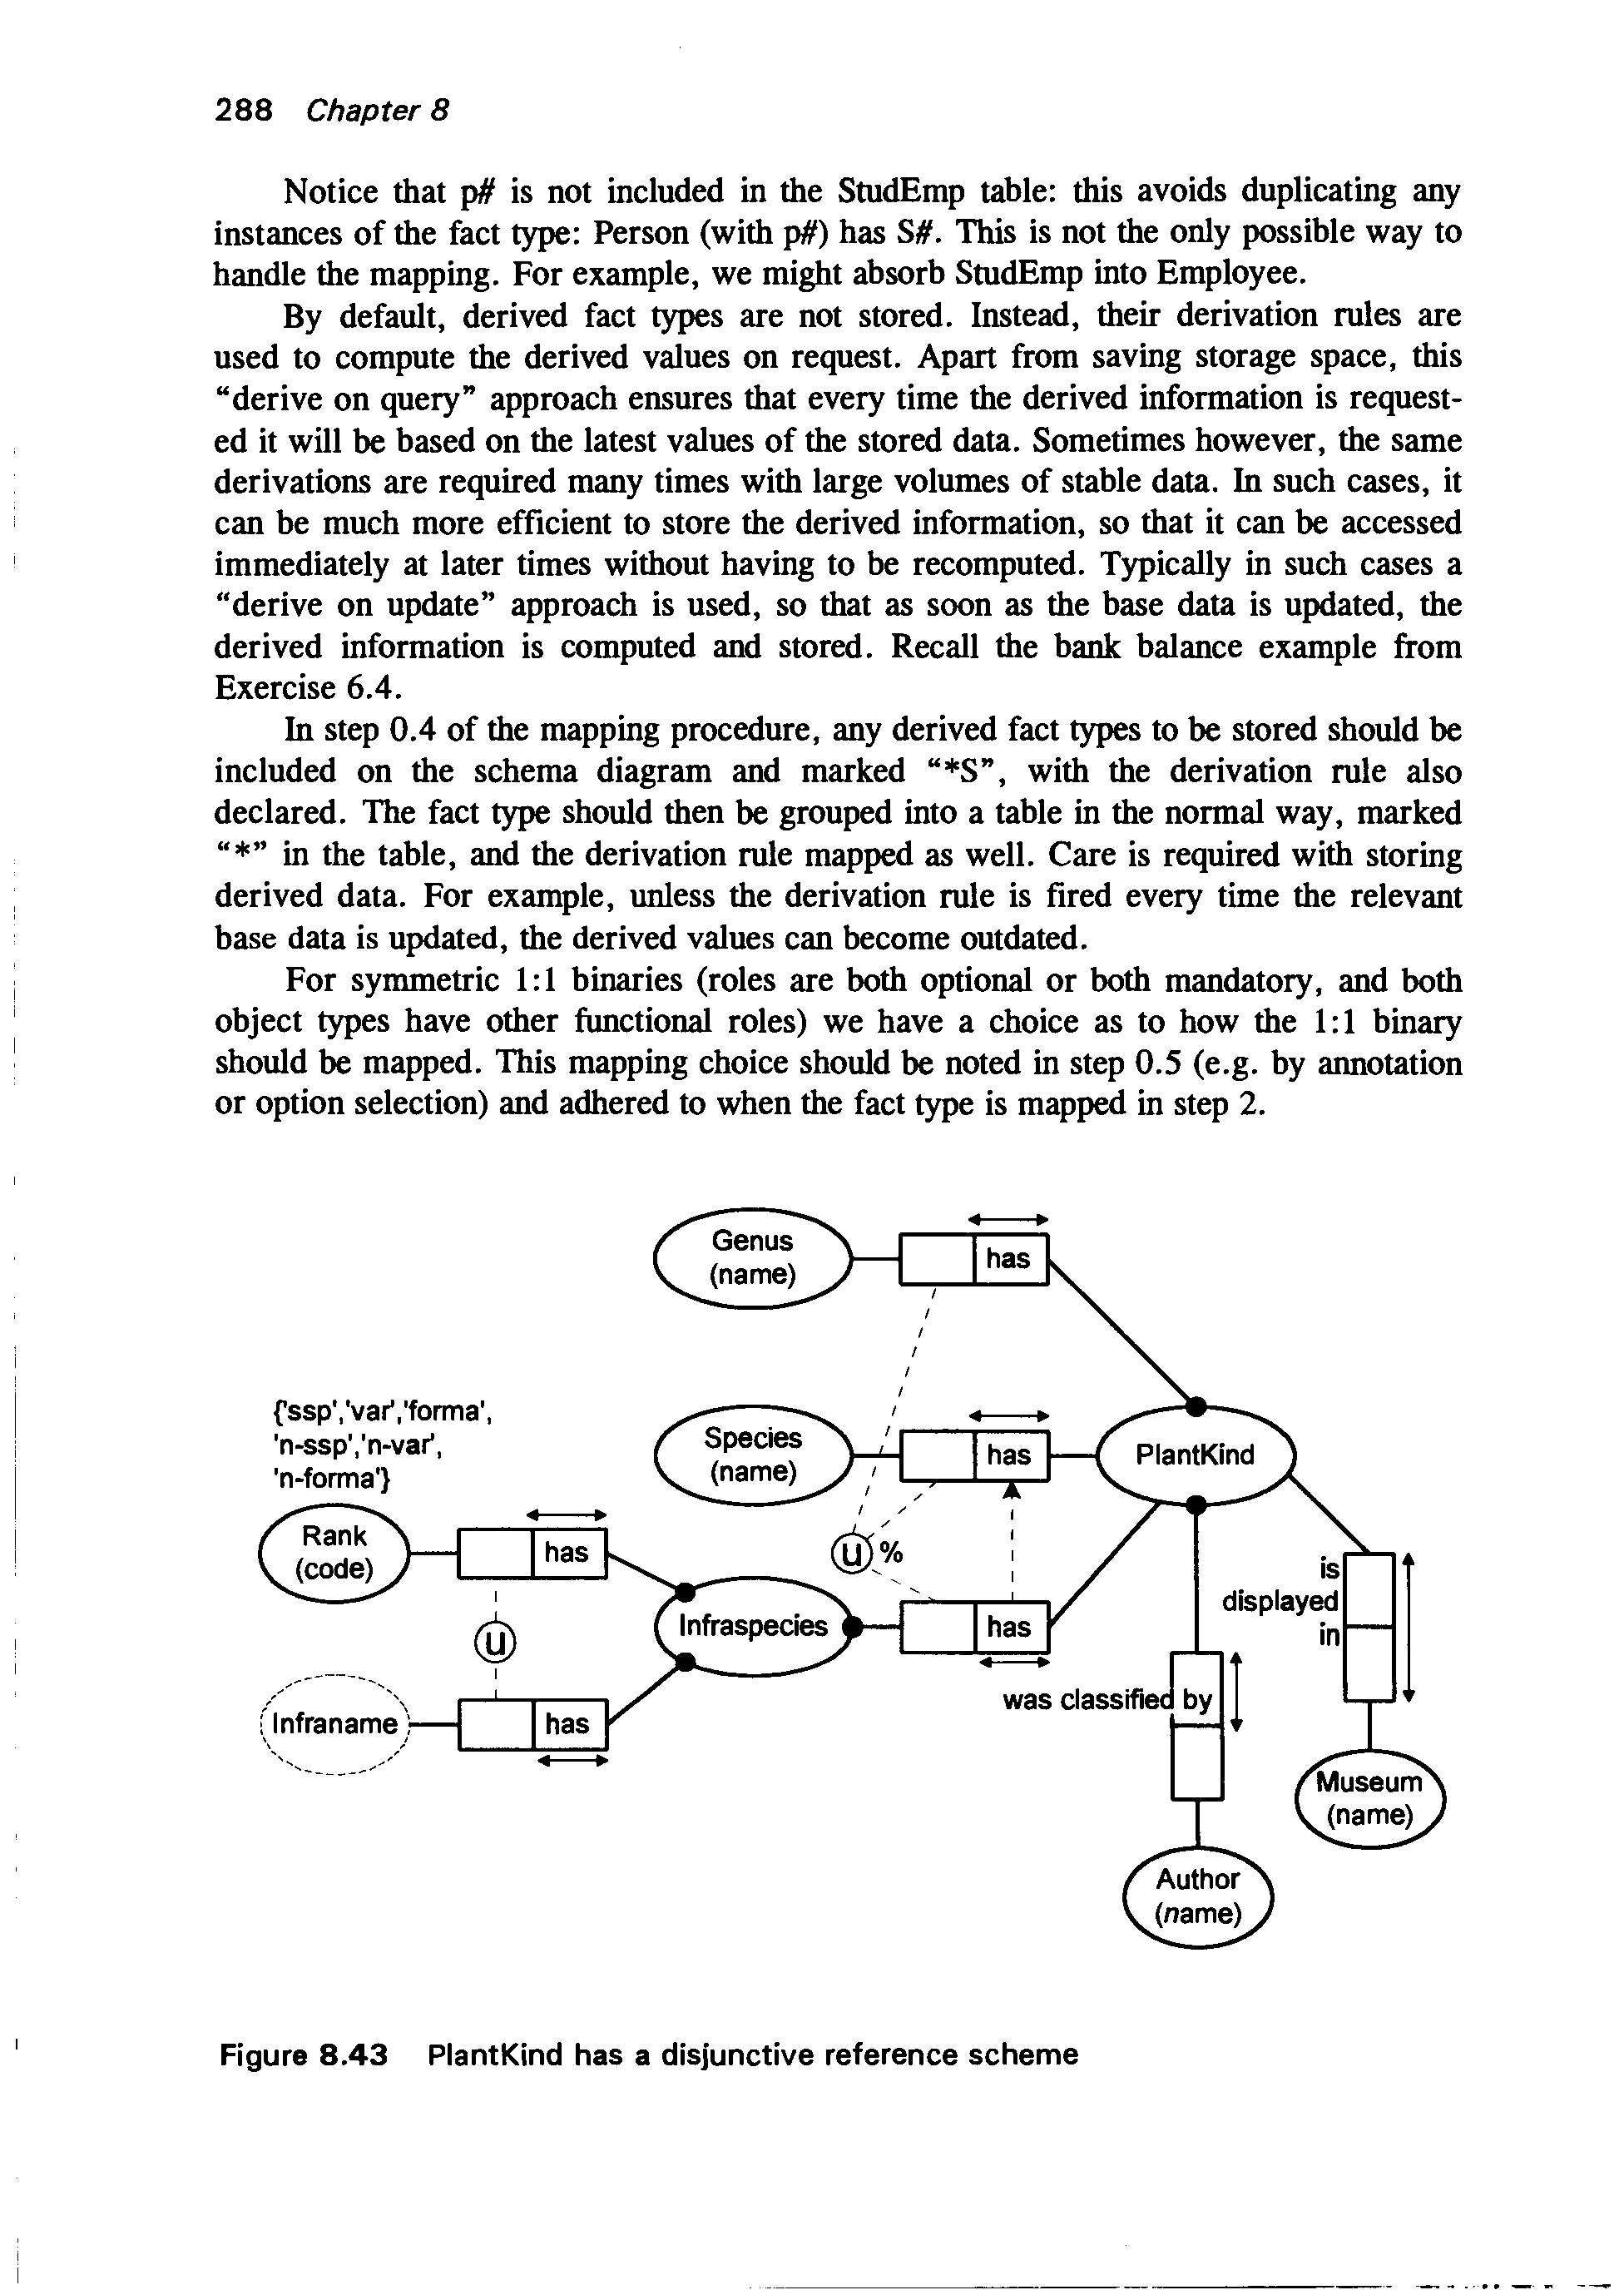 288 Chapter 8
Notice that p# is not included in the StudEmp table: this avoids duplicating any
instances of the fact type: Person (with p#) has S#. This is not the only possible way to
handle the mapping. For example, we might absorb StudEmp into Employee.
By default, derived fact types are not stored. Instead, their derivation rules are
used to compute the derived values on request. Apart from saving storage space, this
“derive on query” approach ensures that every time the derived information is request-
ed it will be based on the latest values of the stored data. Sometimes however, the same
derivations are required many times with large volumes of stable data. In such cases, it
can be much more efficient to store the derived information, so that it can be accessed
immediately at later times without having to be recomputed. Typically in such cases a
“derive on update” approach is used, so that as soon as the base data is updated, the
derived information is computed and stored. Recall the bank balance example from
Exercise 6.4.
In step 0.4 of the mapping procedure, any derived fact types to be stored should be
included on the schema diagram and marked “*S”, with the derivation rule also
declared. The fact type should then be grouped into a table in the normal way, marked
“*” in the table, and the derivation rule mapped as well. Care is required with storing
derived data. For example, unless the derivation rule is fired every time the relevant
base data is updated, the derived values can become outdated.
For symmetric 1:1 binaries (roles are both optional or both mandatory, and both
object types have other functional roles) we have a choice as to how the 1:1 binary
should be mapped. This mapping choice should be noted in step 0.5 (e.g. by annotation
or option selection) and adhered to when the fact type is mapped in step 2.
Genus
(name)
has
{'ssp','var','forma',
'n-ssp','n-var',
'n-forma'}
Species
(name)
has
PlantKind
Rank
(code)
has
U %
is
displayed
in
Infraspecies
has
U
was classified by
Infraname
has
Museum
(name)
Author
(name)
Figure 8.43 PlantKind has a disjunctive reference scheme